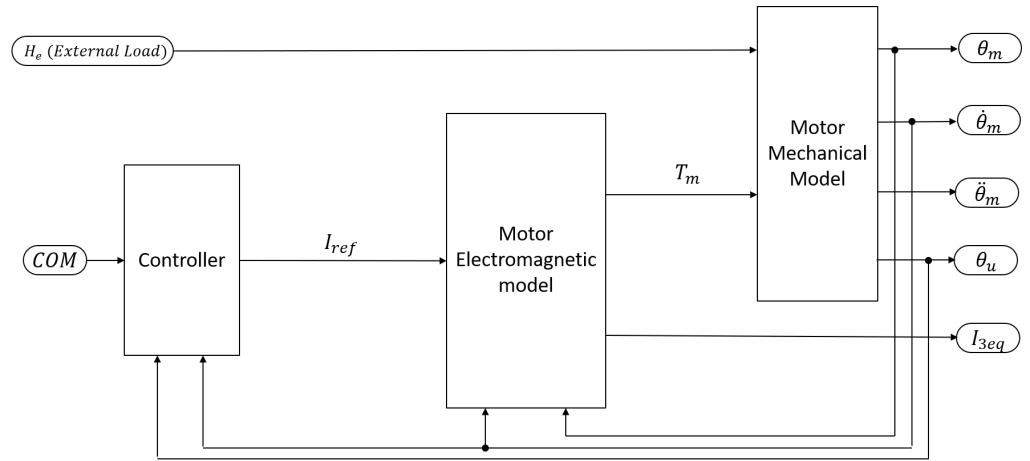 H_e (External Load)
θ_m
θ̇_m
Motor
Mechanical
Model
T_m
θ̈_m
COM
Controller
I_ref
Motor
Electromagnetic
model
θ_u
I_3eq